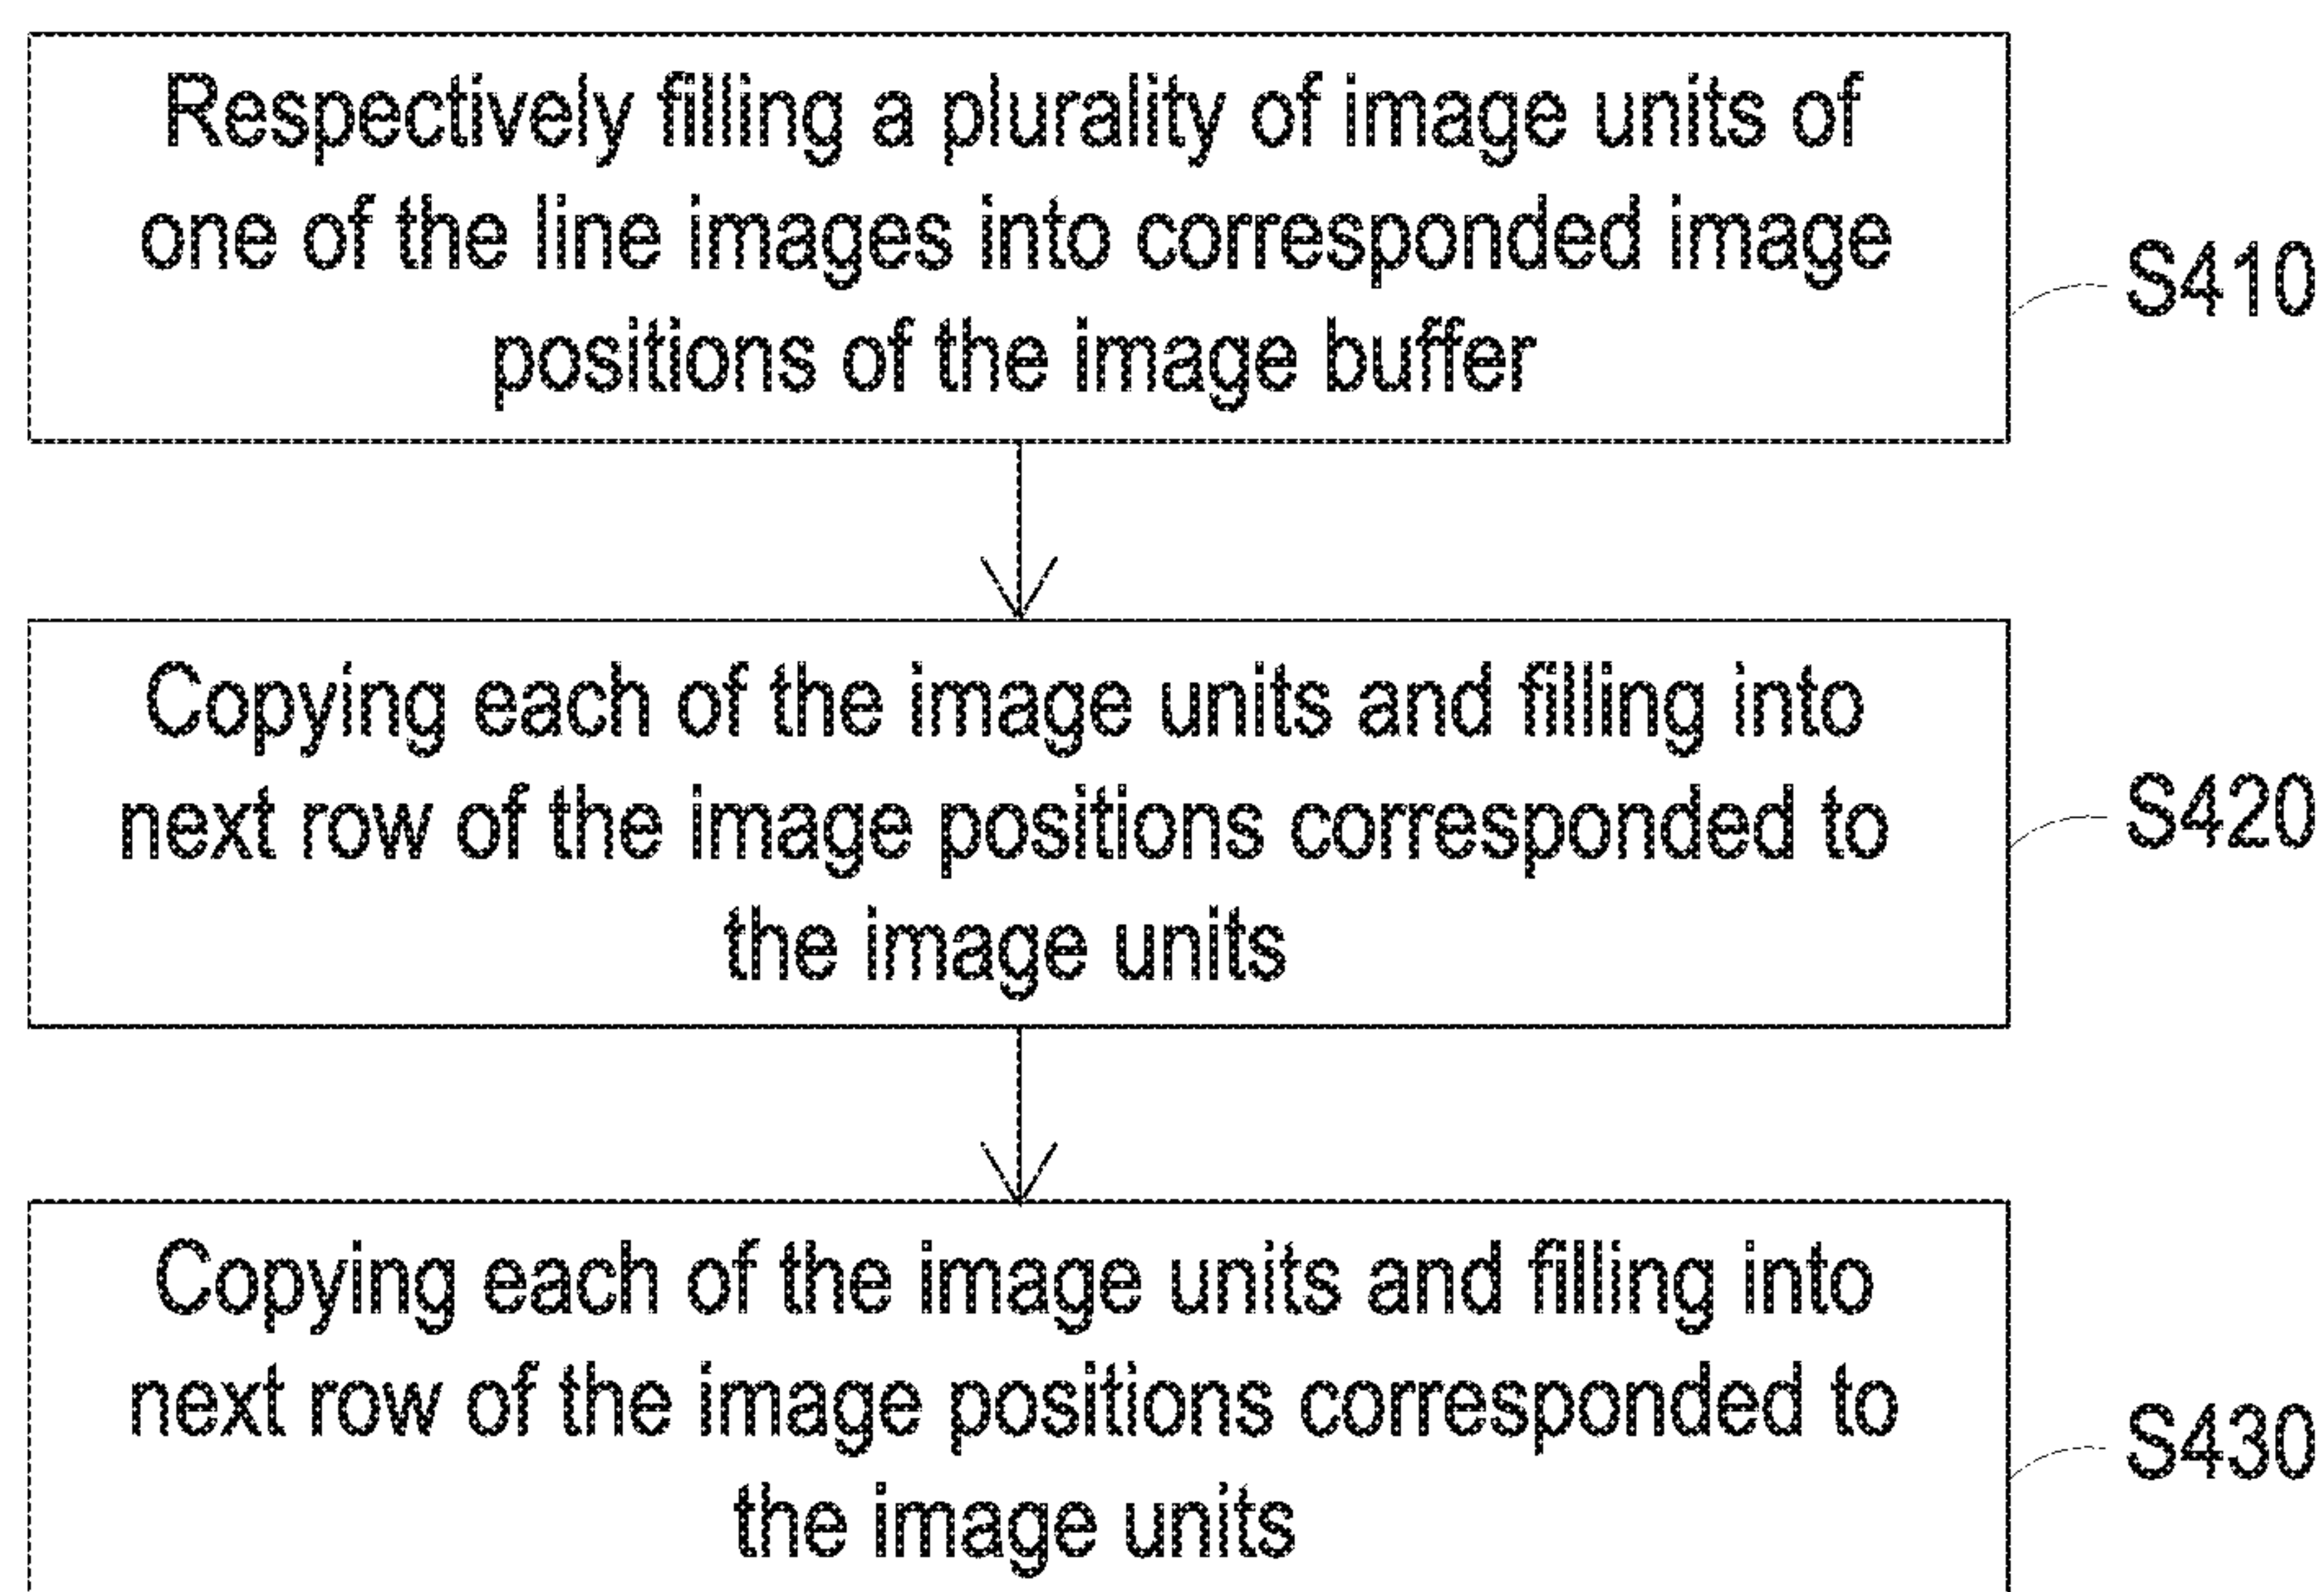 Respectively filling a plurality of image units of
one of the line images into corresponded image
positions of the image buffer
S410
Copying each of the image units and filling into
next row of the image positions corresponded to
the image units
S420
Copying each of the image units and filling into
next row of the image positions corresponded to
the image units
S430